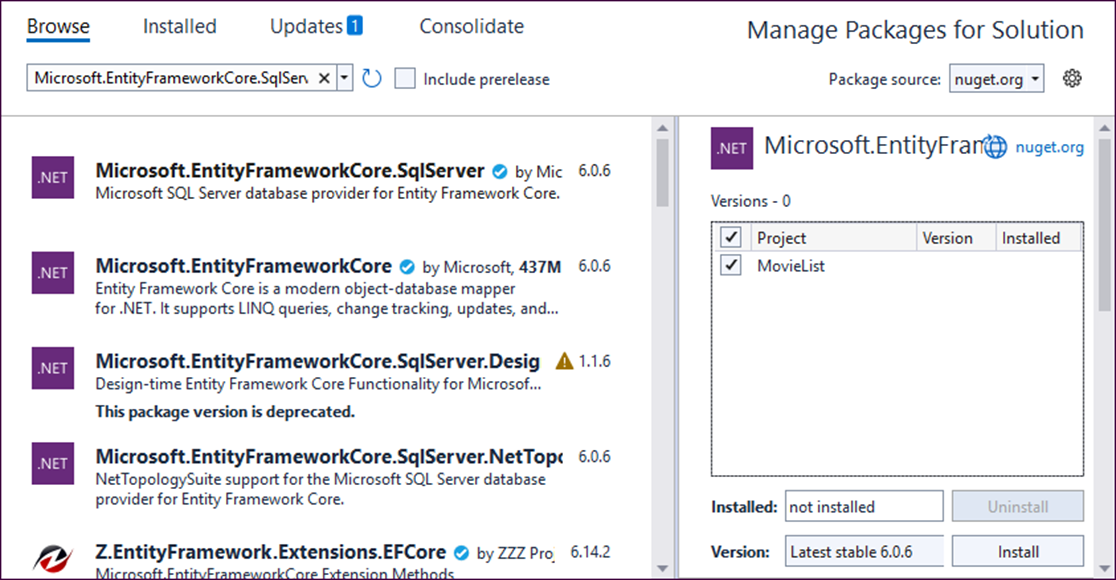 Browse Installed Updates 1 Consolidate Manage Packages for Solution
Microsoft.EntityFrameworkCore.SqlServ Include prerelease Package source: nuget.org
.NET Microsoft.EntityFrameworkCore.SqlServer by Mic 6.0.6
Microsoft SQL Server database provider for Entity Framework Core.
.NET Microsoft.EntityFrameworkCore by Microsoft, 437M 6.0.6
Entity Framework Core is a modern object-database mapper
for .NET. It supports LINQ queries, change tracking, updates, and...
.NET Microsoft.EntityFrameworkCore.SqlServer.Desig 1.1.6
Design-time Entity Framework Core Functionality for Microsof...
This package version is deprecated.
.NET Microsoft.EntityFrameworkCore.SqlServer.NetTopo 6.0.6
NetTopologySuite support for the Microsoft SQL Server database
provider for Entity Framework Core.
Z.EntityFramework.Extensions.EFCore by ZZZ Proj 6.14.2
Microsoft.EntityFrameworkCore Extension Methods
.NET Microsoft.EntityFram nuget.org
Versions - 0
Project Version Installed
MovieList
Installed: not installed Uninstall
Version: Latest stable 6.0.6 Install